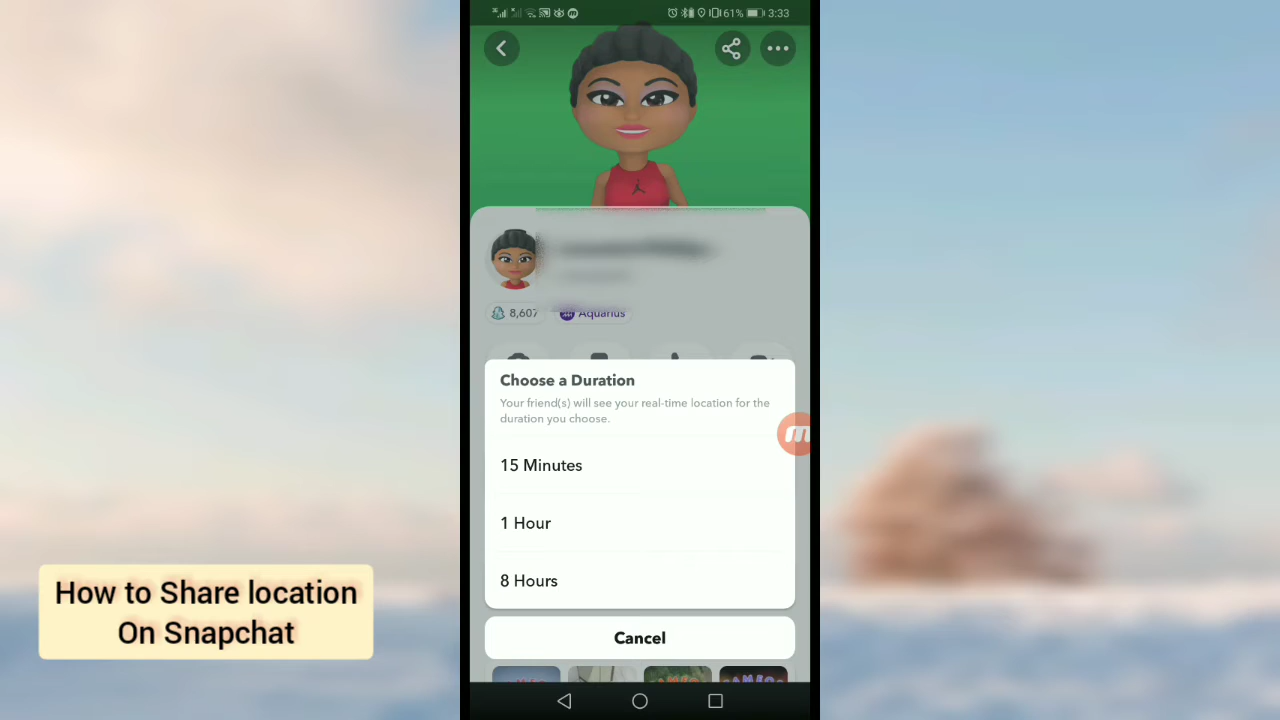 61% 3:33
8,607
Aquarius
Choose a Duration
Your friend(s) will see your real-time location for the
duration you choose.
15 Minutes
1 Hour
8 Hours
Cancel
How to Share location
On Snapchat